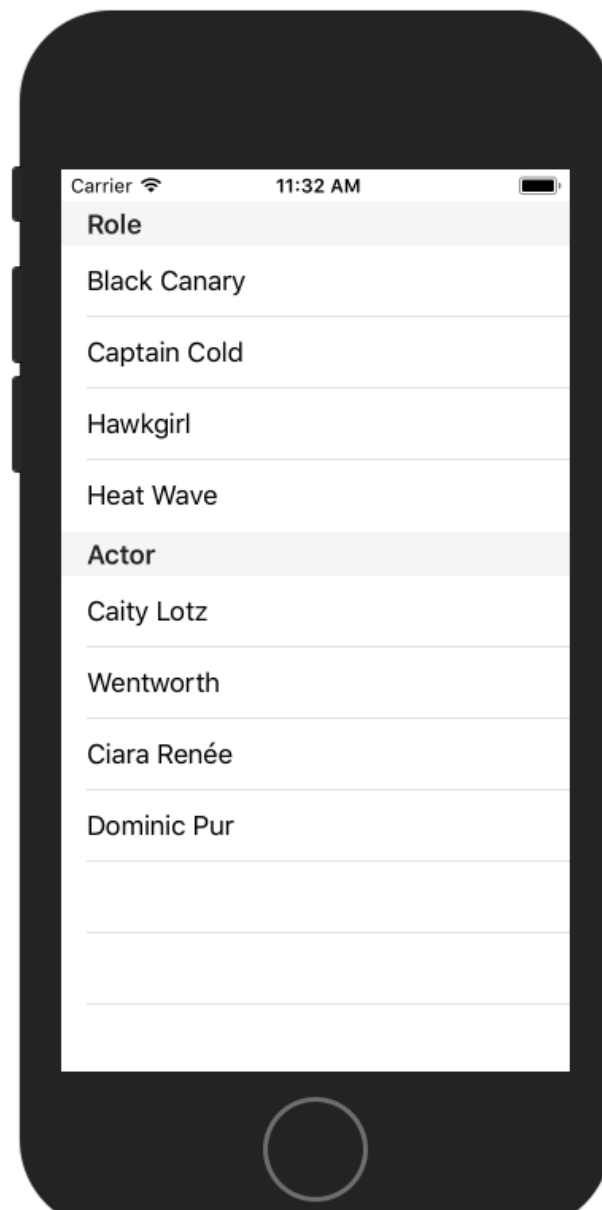 Carrier 11:32 AM
Role
Black Canary
Captain Cold
Hawkgirl
Heat Wave
Actor
Caity Lotz
Wentworth
Ciara Renée
Dominic Pur